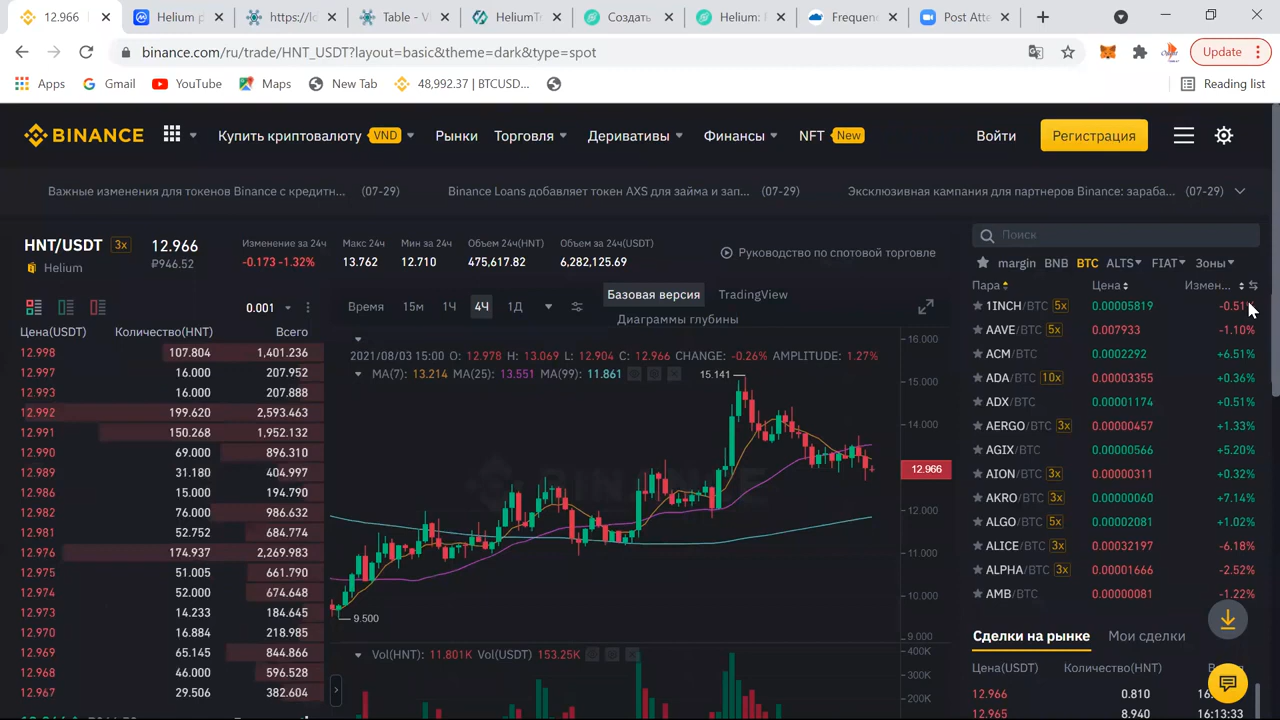 12.966
Helium p
https://lo
Table - Vi
HeliumTr
Создать
Helium: I
Frequenc
Post Atte
binance.com/ru/trade/HNT_USDT?layout=basic&theme=dark&type=spot
Update
Apps
Gmail
YouTube
Maps
New Tab
48,992.37 | BTCUSD...
Reading list
BINANCE
Купить криптовалюту VND
Рынки
Торговля
Деривативы
Финансы
NFT New
Войти
Регистрация
Важные изменения для токенов Binance с кредитн... (07-29)
Binance Loans добавляет токен AXS для займа и зап... (07-29)
Эксклюзивная кампания для партнеров Binance: зараба... (07-29)
HNT/USDT 3x
Helium
12.966
₽946.52
Изменение за 24ч
-0.173 -1.32%
Макс 24ч
13.762
Мин за 24ч
12.710
Объем 24ч(HNT)
475,617.82
Объем за 24ч(USDT)
6,282,125.69
Руководство по спотовой торговле
0.001
Цена(USDT) Количество(HNT) Всего
12.998 107.804 1,401.236
12.997 16.000 207.952
12.993 16.000 207.888
12.992 199.620 2,593.463
12.991 150.268 1,952.132
12.990 69.000 896.310
12.989 31.180 404.997
12.986 15.000 194.790
12.982 76.000 986.632
12.981 52.752 684.774
12.976 174.937 2,269.983
12.975 51.005 661.790
12.974 52.000 674.648
12.973 14.233 184.645
12.970 16.884 218.985
12.969 65.145 844.866
12.968 46.000 596.528
12.967 29.506 382.604
Время 15м 1Ч 4Ч 1Д
Базовая версия
TradingView
Диаграммы глубины
2021/08/03 15:00 O: 12.978 H: 13.069 L: 12.904 C: 12.966 CHANGE: -0.26% AMPLITUDE: 1.27%
MA(7): 13.214 MA(25): 13.551 MA(99): 11.861
15.141
9.500
BINANCE
16.000
15.000
14.000
12.966
12.000
11.000
10.000
9.000
Vol(HNT): 11.801K Vol(USDT) 153.25K
400K
300K
200K
Поиск
margin BNB BTC ALTS FIAT Зоны
Пара Цена Измен...
1INCH/BTC 5x 0.00005819 -0.51%
AAVE/BTC 5x 0.007933 -1.10%
ACM/BTC 0.0002292 +6.51%
ADA/BTC 10x 0.00003355 +0.36%
ADX/BTC 0.00001174 +0.51%
AERGO/BTC 3x 0.00000457 +1.33%
AGIX/BTC 0.00000566 +5.20%
AION/BTC 3x 0.00000311 +0.32%
AKRO/BTC 3x 0.00000060 +7.14%
ALGO/BTC 5x 0.00002081 +1.02%
ALICE/BTC 3x 0.00032197 -6.18%
ALPHA/BTC 3x 0.00001666 -2.52%
AMB/BTC 0.00000081 -1.22%
Сделки на рынке
Мои сделки
Цена(USDT) Количество(HNT)
12.966 0.810
12.965 8.940 16:13:33